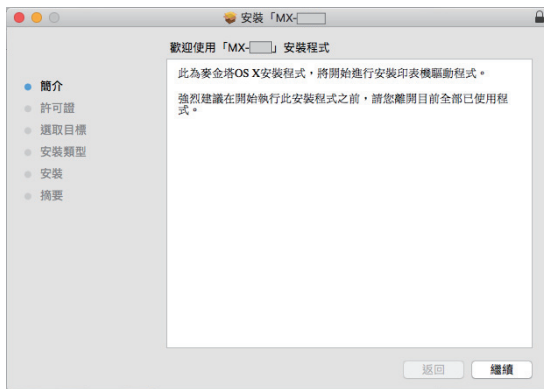 安裝「MX-
歡迎使用「MX- 」安裝程式
簡介
許可證
選取目標
安裝類型
安裝
摘要
此為麥金塔OS X安裝程式，將開始進行安裝印表機驅動程式。
強烈建議在開始執行此安裝程式之前，請您離開目前全部已使用程
式。
返回
繼續